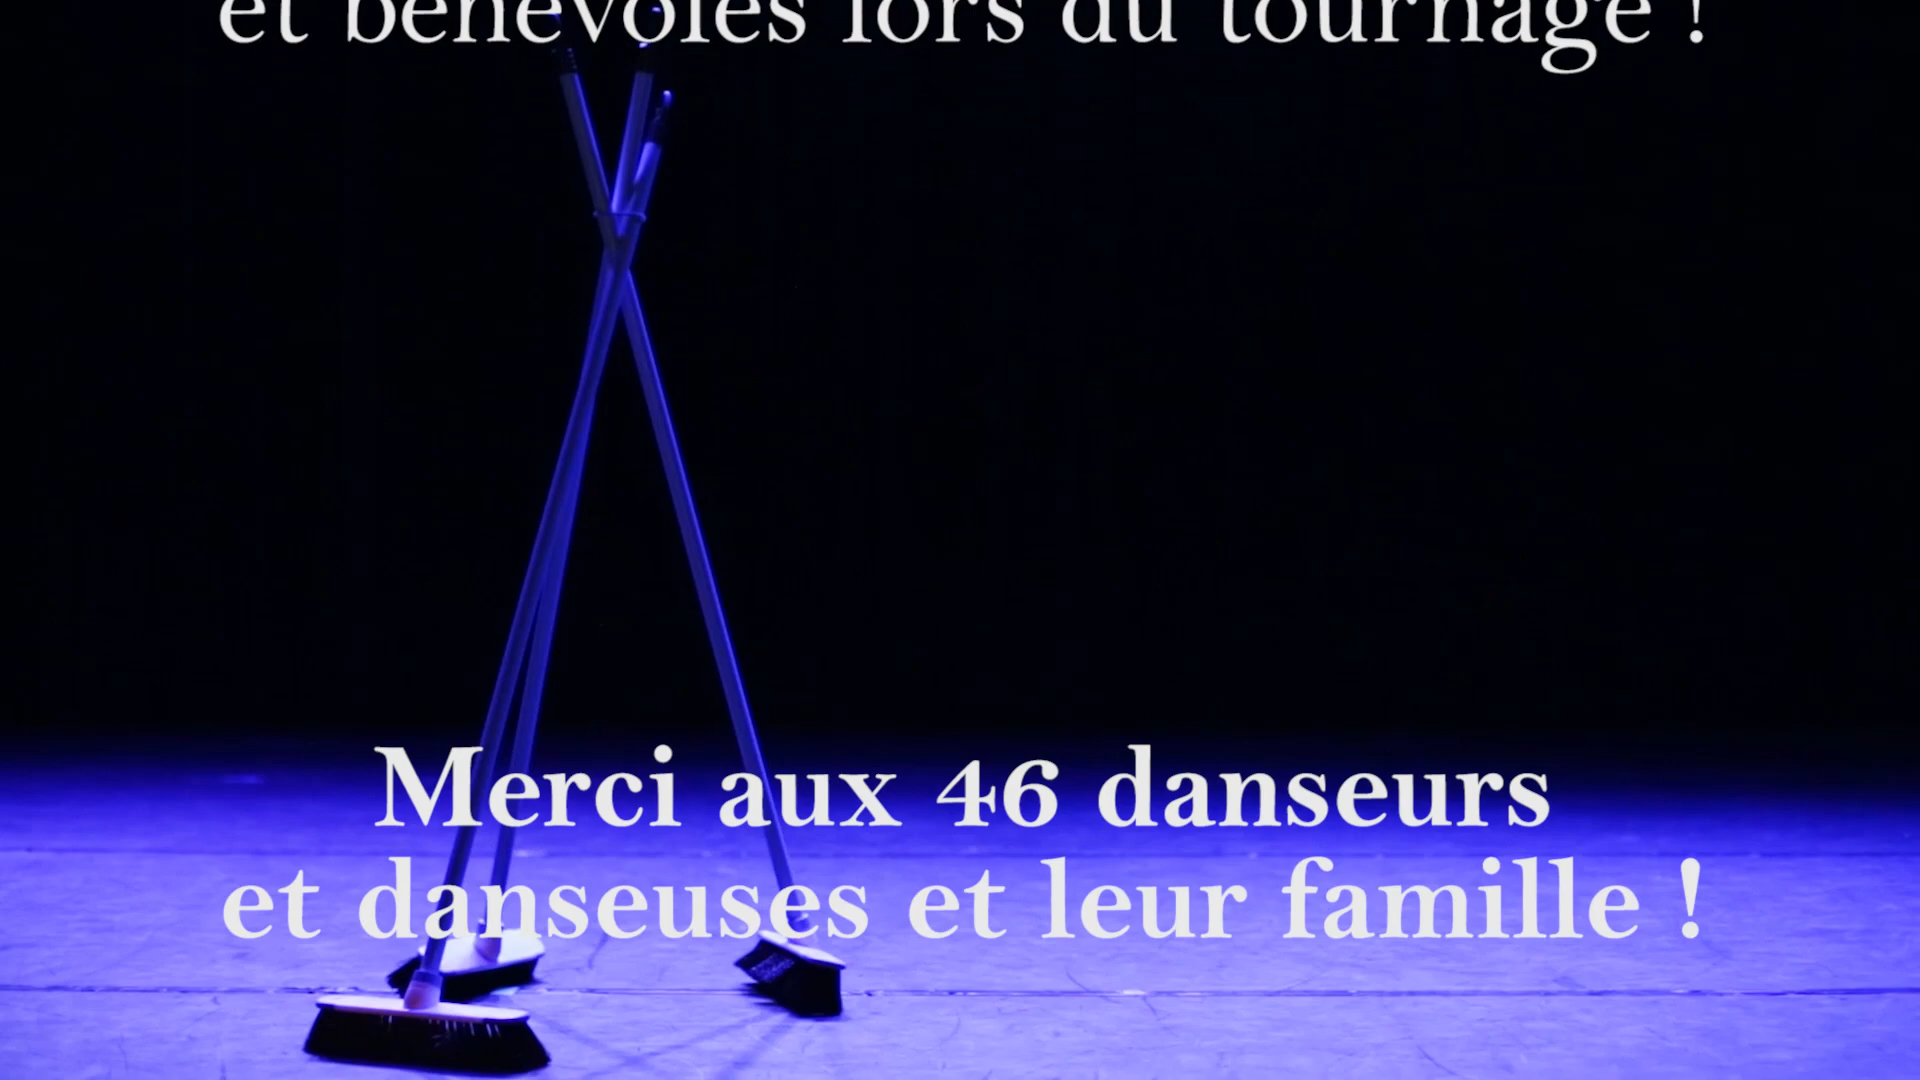 et bénévoles lors du tournage !
Merci aux 46 danseurs
et danseuses et leur famille !